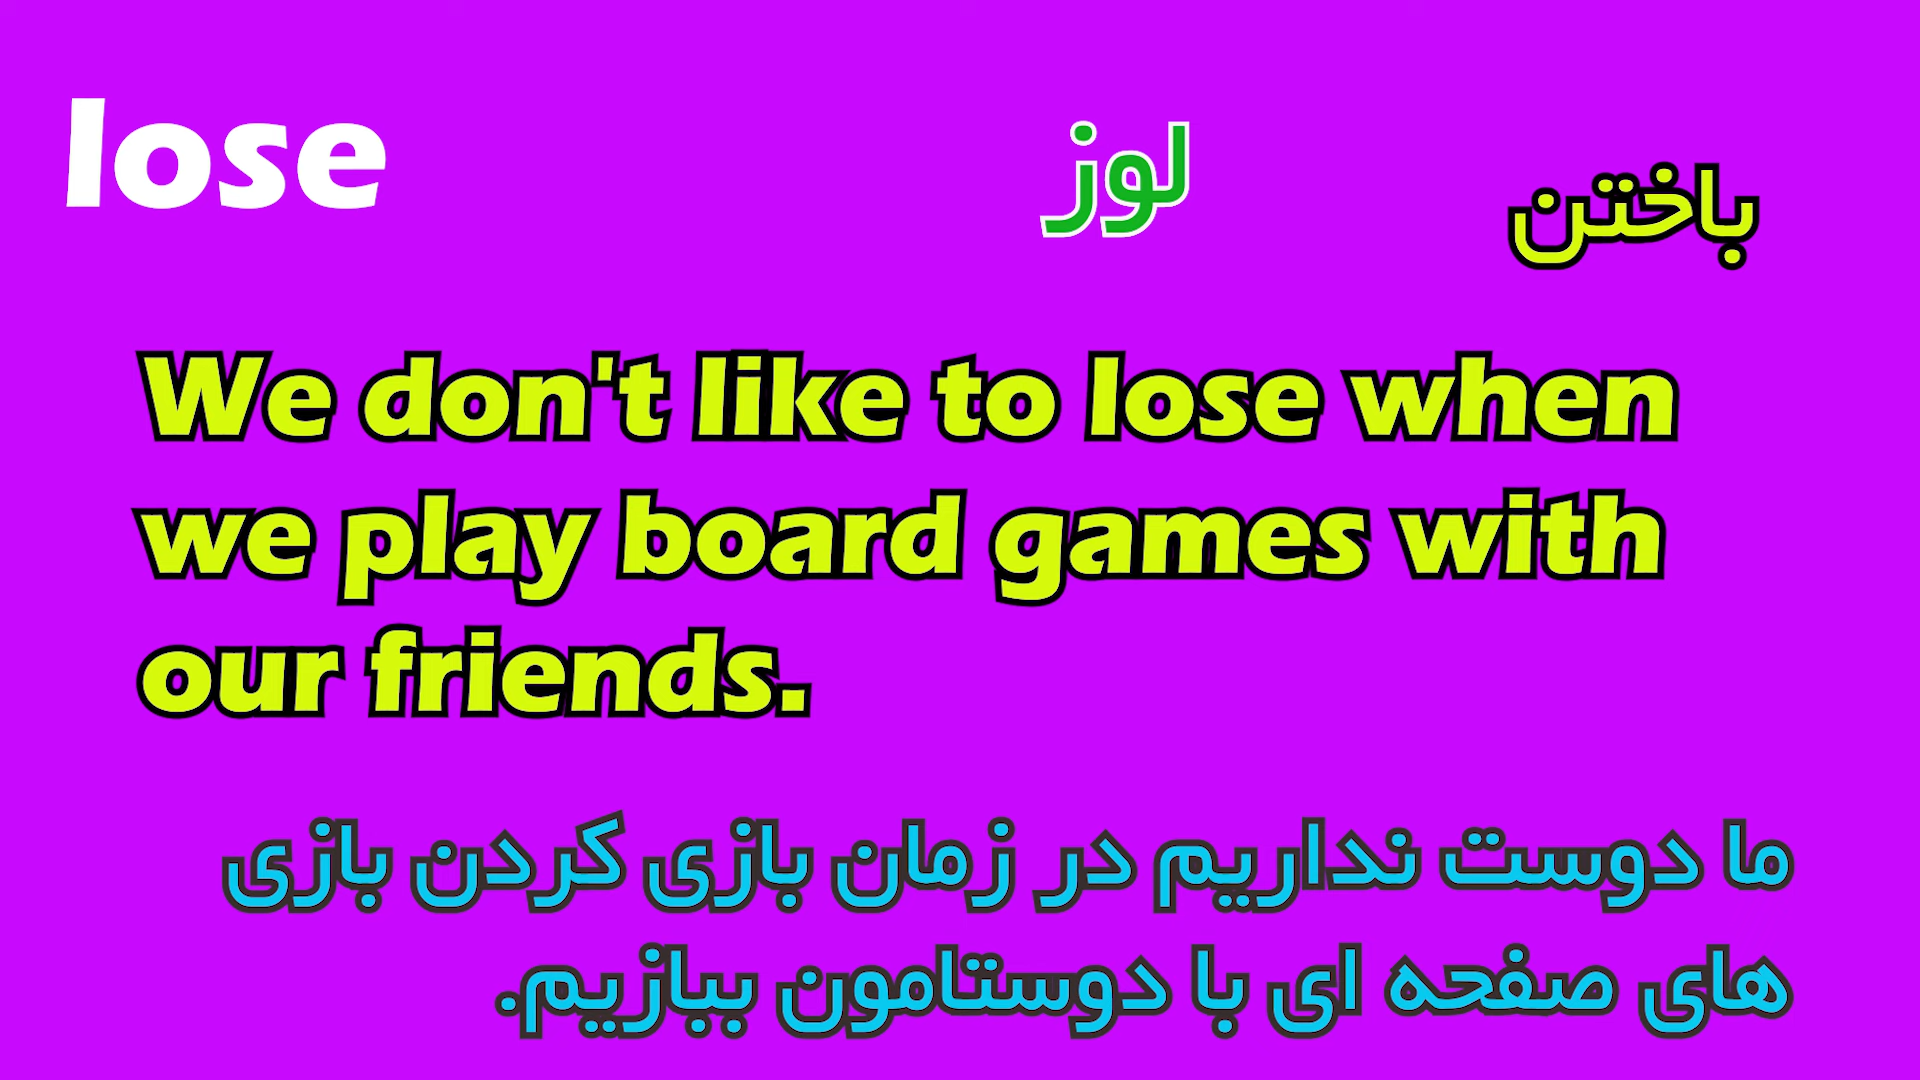 lose
لوز
باختن
We don't like to lose when
we play board games with
our friends.
ما دوست نداریم در زمان بازی کردن بازی
های صفحه ای با دوستامون ببازیم.